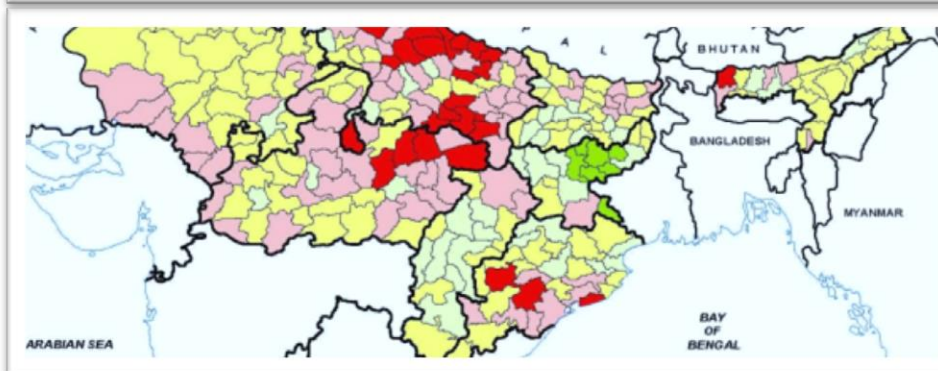 A L
BHUTAN
BANGLADESH
MYANMAR
ARABIAN SEA
BAY
OF
BENGAL